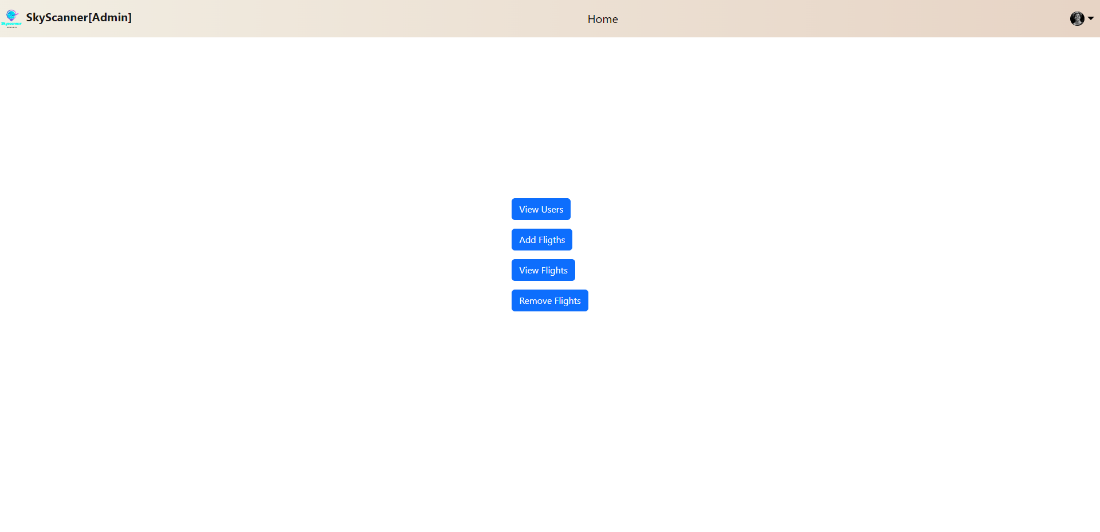 SkyScanner[Admin]
Home
View Users
Add Fligths
View Flights
Remove Flights